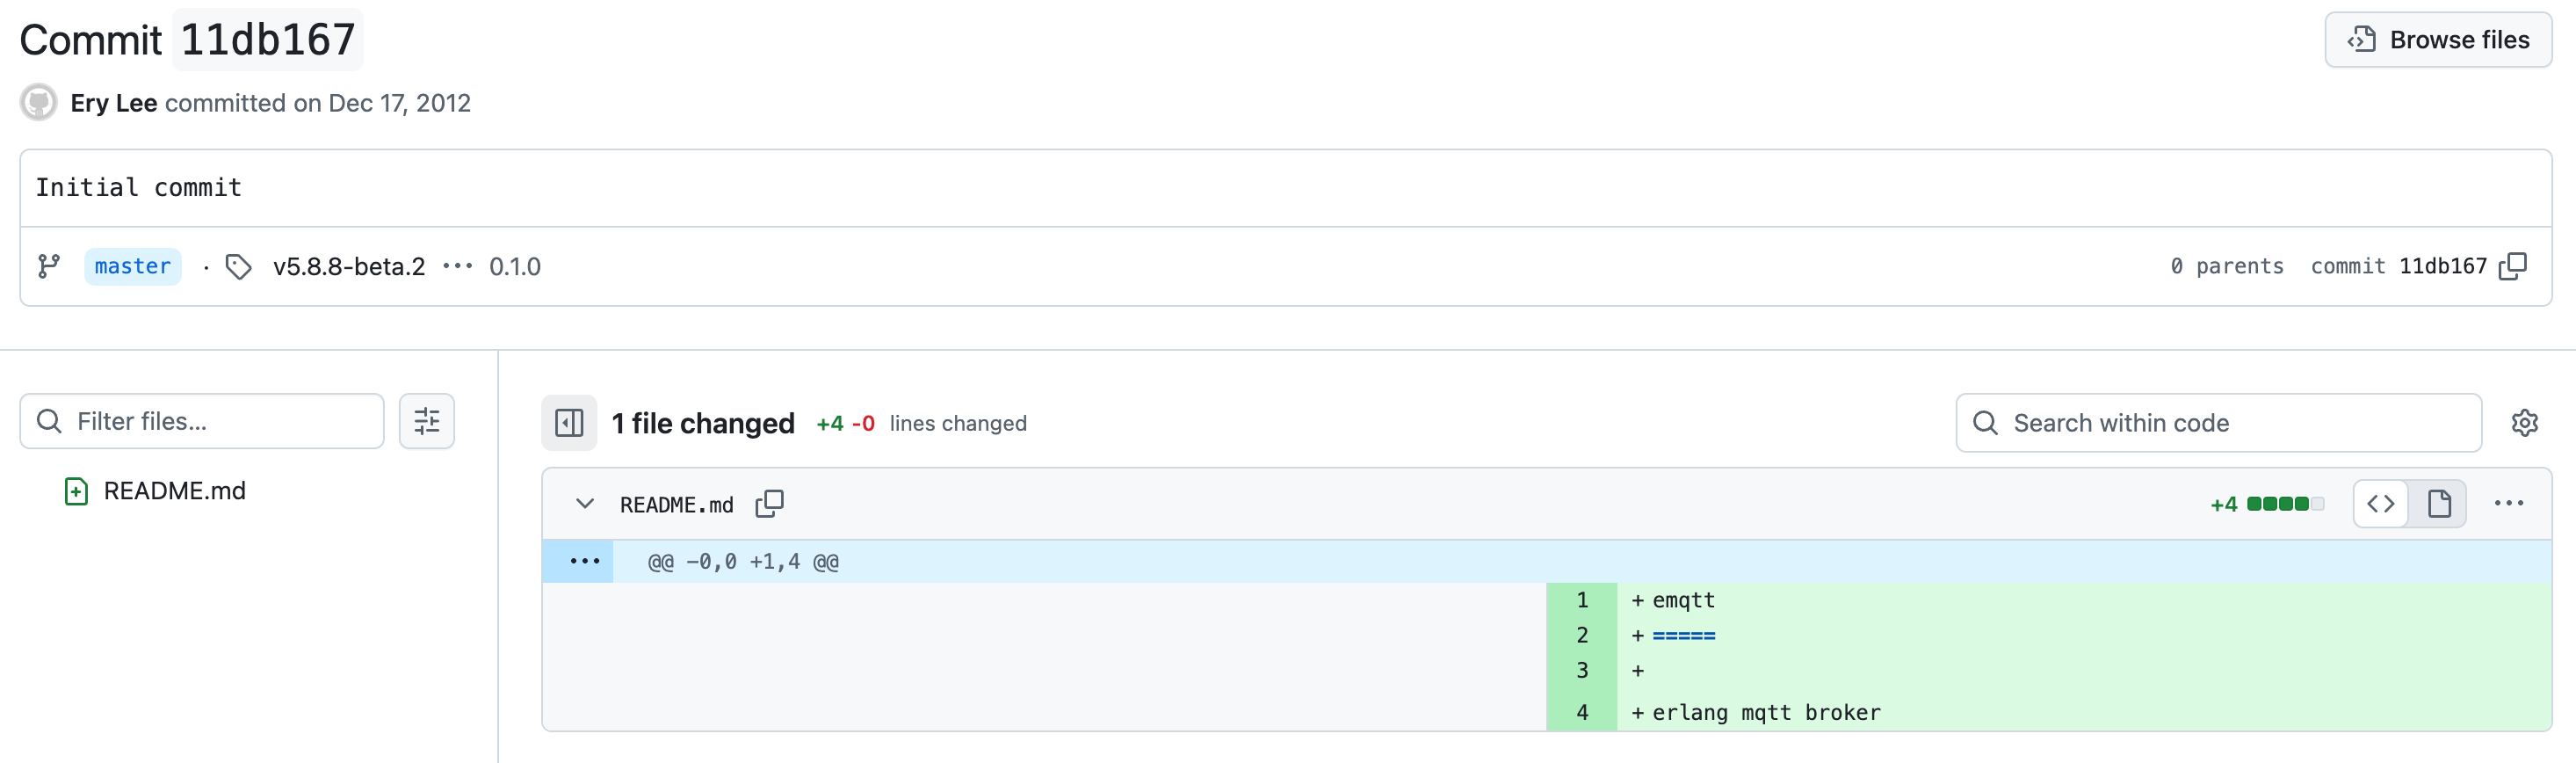 Commit 11db167
Browse files
Ery Lee committed on Dec 17, 2012
Initial commit
master · v5.8.8-beta.2 ··· 0.1.0
0 parents commit 11db167
Filter files...
README.md
1 file changed +4 -0 lines changed
Search within code
README.md
+4
··· @@ -0,0 +1,4 @@
1 + emqtt
2 + =====
3 +
4 + erlang mqtt broker